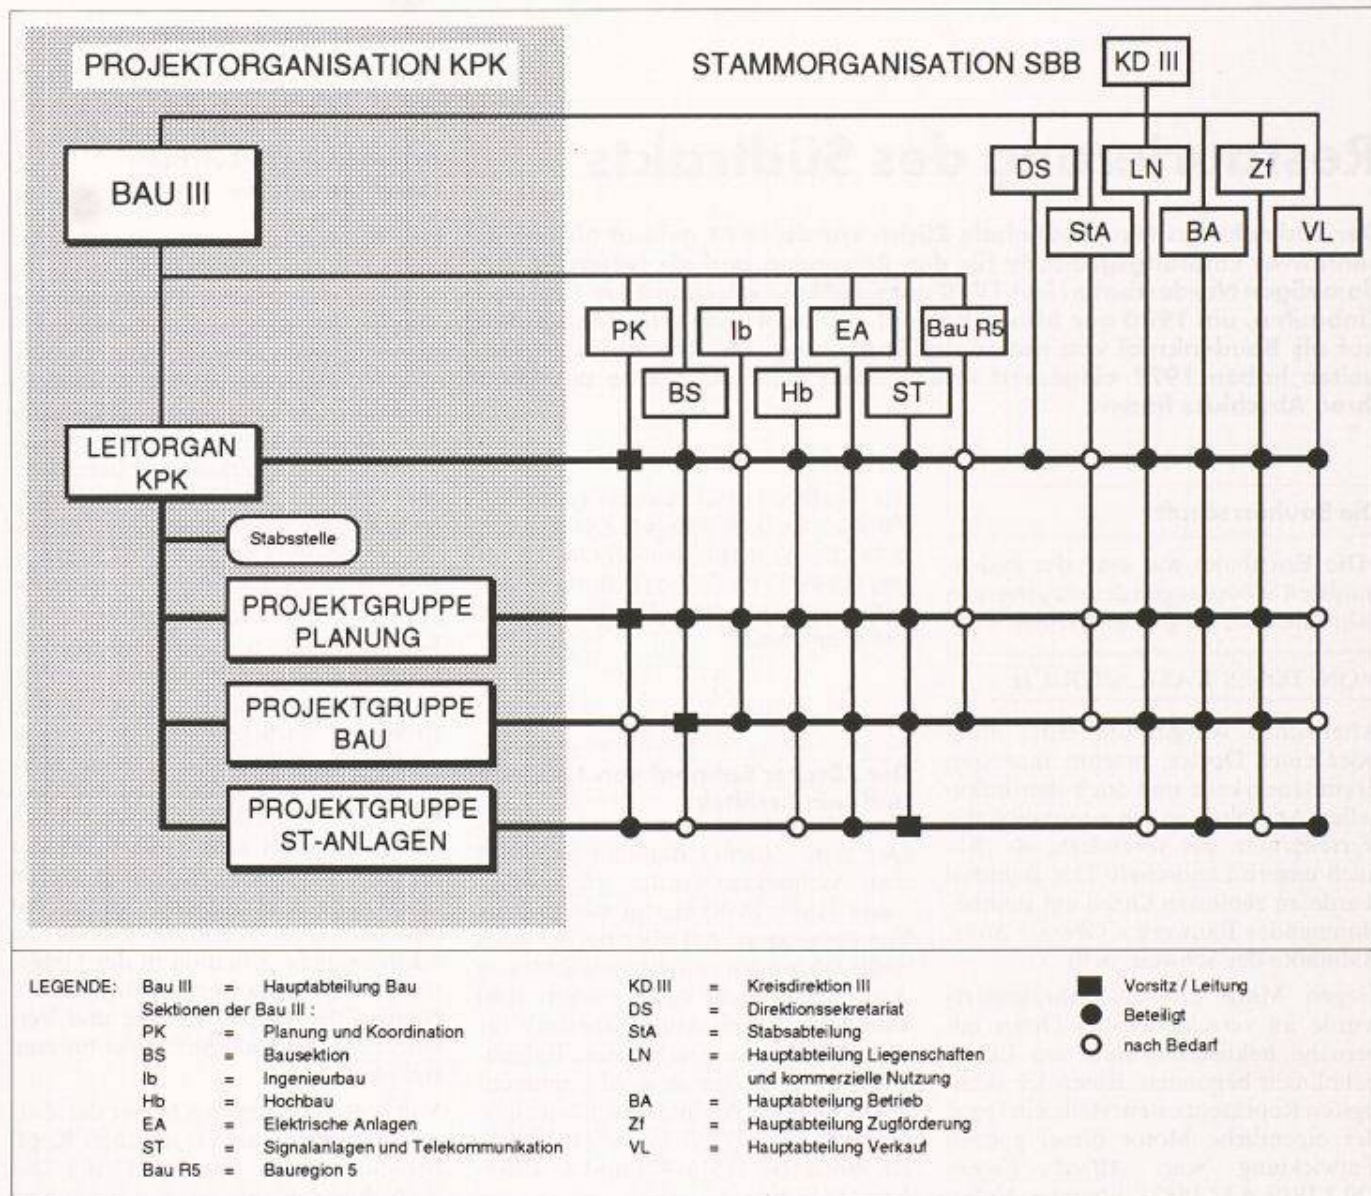 PROJEKTORGANISATION KPK
STAMMORGANISATION SBB
KD III
BAU III
DS
LN
Zf
StA
BA
VL
PK
Ib
EA
Bau R5
BS
Hb
ST
LEITORGAN
KPK
Stabsstelle
PROJEKTGRUPPE
PLANUNG
PROJEKTGRUPPE
BAU
PROJEKTGRUPPE
ST-ANLAGEN
LEGENDE: Bau III = Hauptabteilung Bau
Sektionen der Bau III :
PK = Planung und Koordination
BS = Bausektion
Ib = Ingenieurbau
Hb = Hochbau
EA = Elektrische Anlagen
ST = Signalanlagen und Telekommunikation
Bau R5 = Bauregion 5
KD III = Kreisdirektion III
DS = Direktionssekretariat
StA = Stabsabteilung
LN = Hauptabteilung Liegenschaften
und kommerzielle Nutzung
BA = Hauptabteilung Betrieb
Zf = Hauptabteilung Zugförderung
VL = Hauptabteilung Verkauf
Vorsitz / Leitung
Beteiligt
nach Bedarf